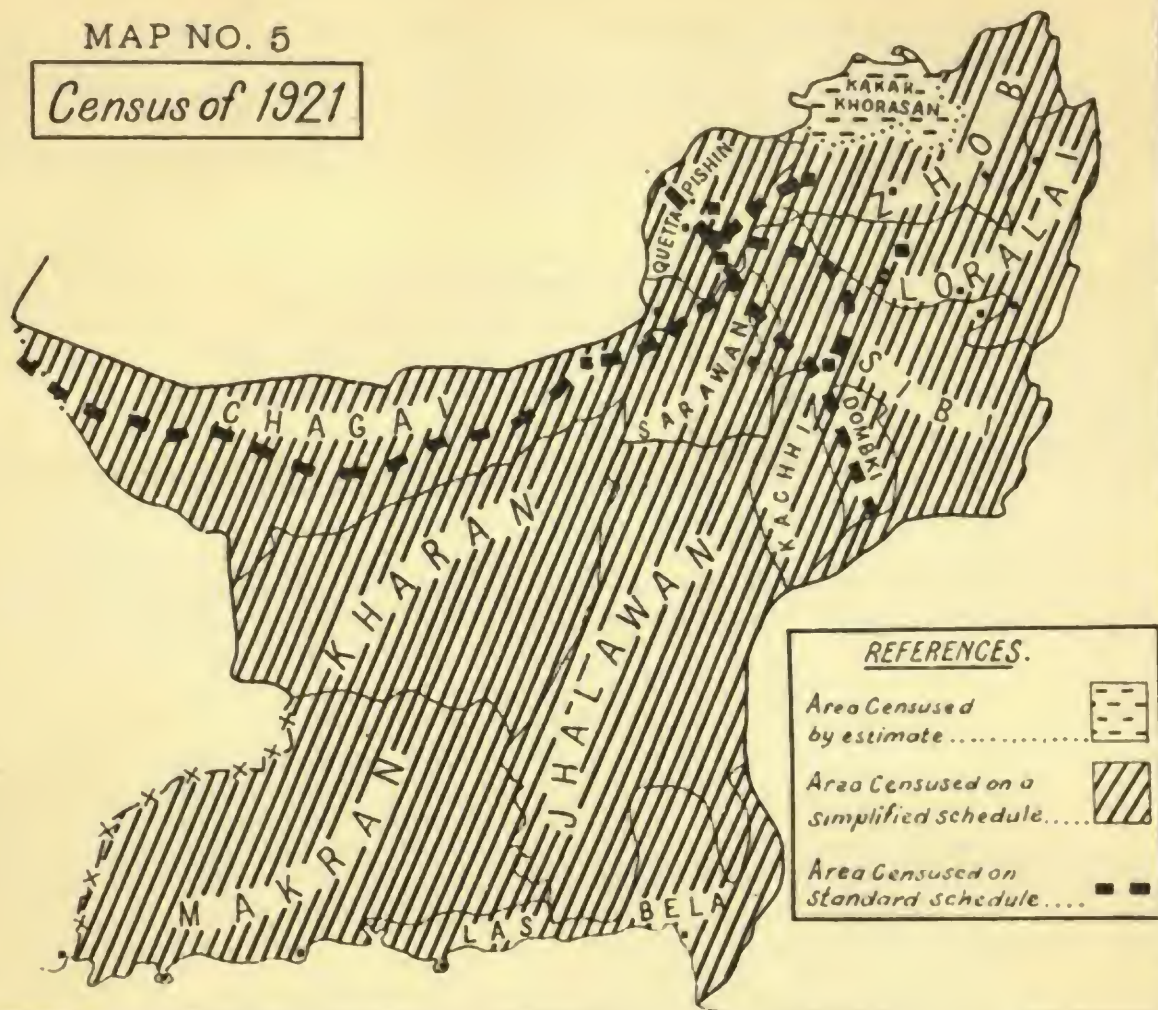 MAP NO. 5
Census of 1921
KAKAR
KHORASAN
ZHOB
QUETTA PISHIN
LORALAI
SARAWAN
SIBI
DOMBKI
KACHHI
CHAGAI
KHARAN
JHALAWAN
MAKRAN
LAS BELA
REFERENCES.
Area Censused
by estimate..............
Area Censused on a
simplified schedule.....
Area Censused on
Standard schedule....